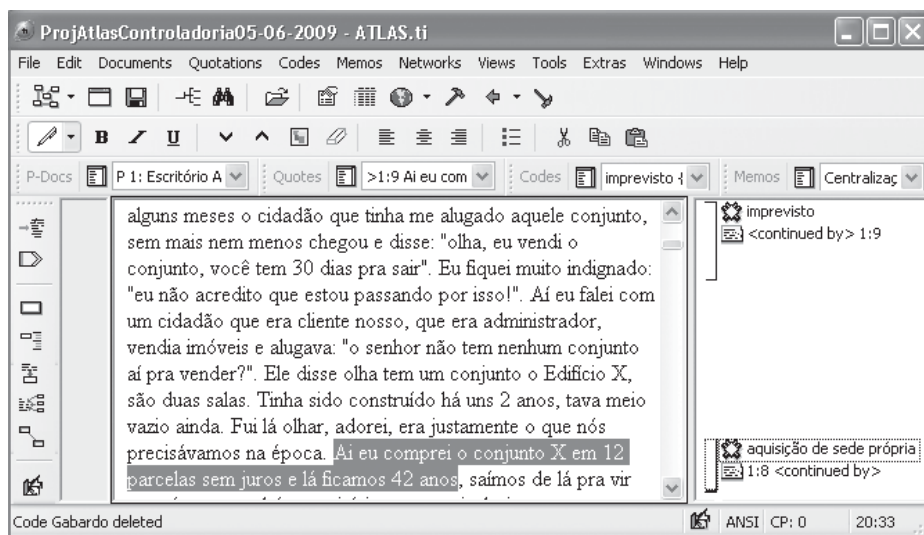 ProjAtlasControladoria05-06-2009 - ATLAS.ti
File Edit Documents Quotations Codes Memos Networks Views Tools Extras Windows Help
B I U
P-Docs P 1: Escritório A Quotes >1:9 Ai eu com Codes imprevisto { Memos Centralizaç
alguns meses o cidadão que tinha me alugado aquele conjunto,
sem mais nem menos chegou e disse: "olha, eu vendi o
conjunto, você tem 30 dias pra sair". Eu fiquei muito indignado:
"eu não acredito que estou passando por isso!". Aí eu falei com
um cidadão que era cliente nosso, que era administrador,
vendia imóveis e alugava: "o senhor não tem nenhum conjunto
aí pra vender?". Ele disse olha tem um conjunto o Edifício X,
são duas salas. Tinha sido construído há uns 2 anos, tava meio
vazio ainda. Fui lá olhar, adorei, era justamente o que nós
precisávamos na época. Ai eu comprei o conjunto X em 12
parcelas sem juros e lá ficamos 42 anos, saímos de lá pra vir
imprevisto
<continued by> 1:9
aquisição de sede própria
1:8 <continued by>
Code Gabardo deleted ANSI CP: 0 20:33